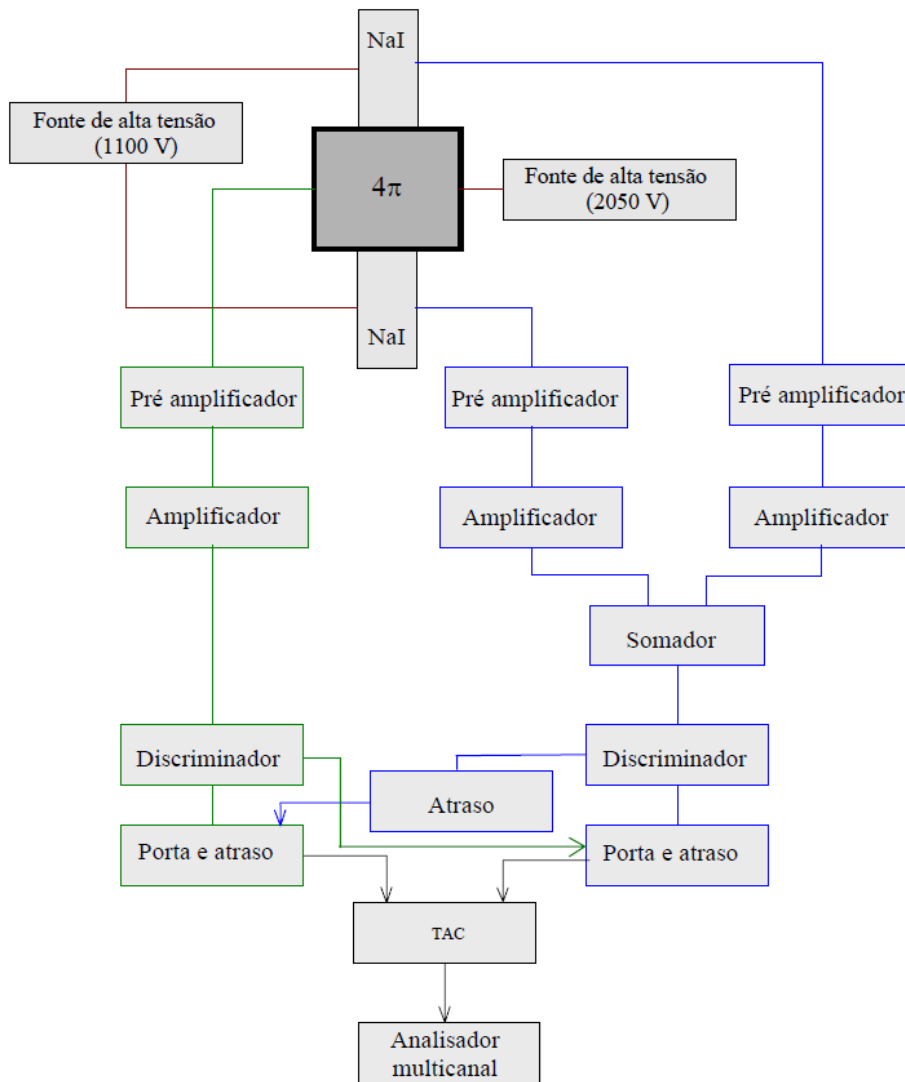 NaI
Fonte de alta tensão
(1100 V)
4π
Fonte de alta tensão
(2050 V)
NaI
Pré amplificador
Pré amplificador
Pré amplificador
Amplificador
Amplificador
Amplificador
Somador
Discriminador
Discriminador
Atraso
Porta e atraso
Porta e atraso
TAC
Analisador
multicanal